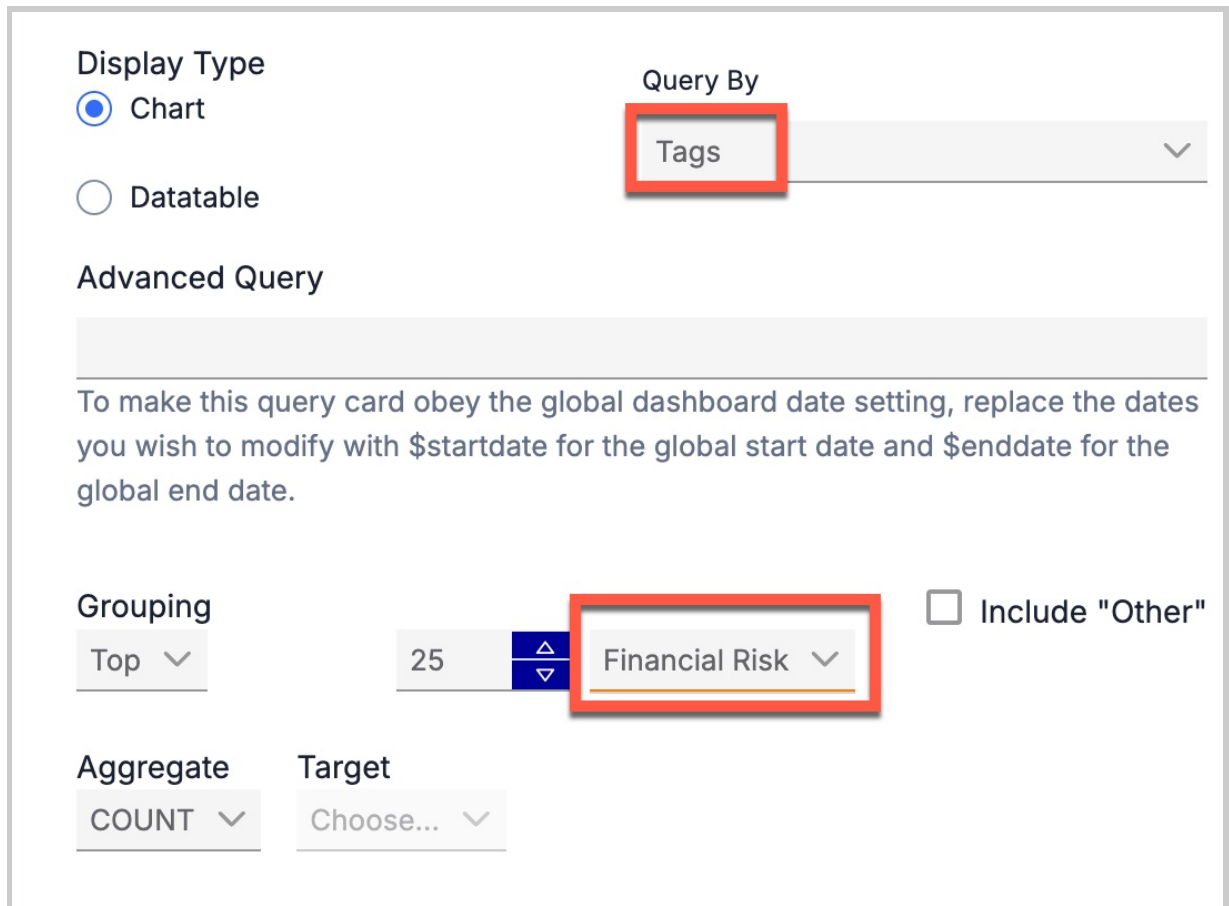 Display Type
Chart
Query By
Tags
Datatable
Advanced Query
To make this query card obey the global dashboard date setting, replace the dates
you wish to modify with $startdate for the global start date and $enddate for the
global end date.
Grouping
Include "Other"
Top 25 Financial Risk
Aggregate Target
COUNT Choose...